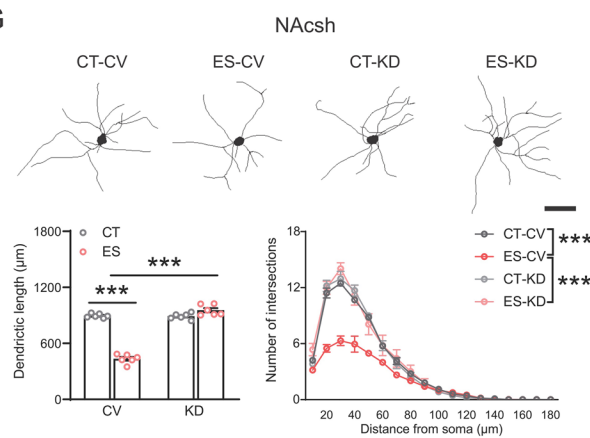 G
NAcsh
CT-CV ES-CV CT-KD ES-KD
Dendrictic length (μm)
1800
1200
600
0
CT
ES
***
***
CV KD
Number of intersections
18
12
6
0
CT-CV
ES-CV
CT-KD
ES-KD
***
***
20 40 60 80 100 120 140 160 180
Distance from soma (μm)